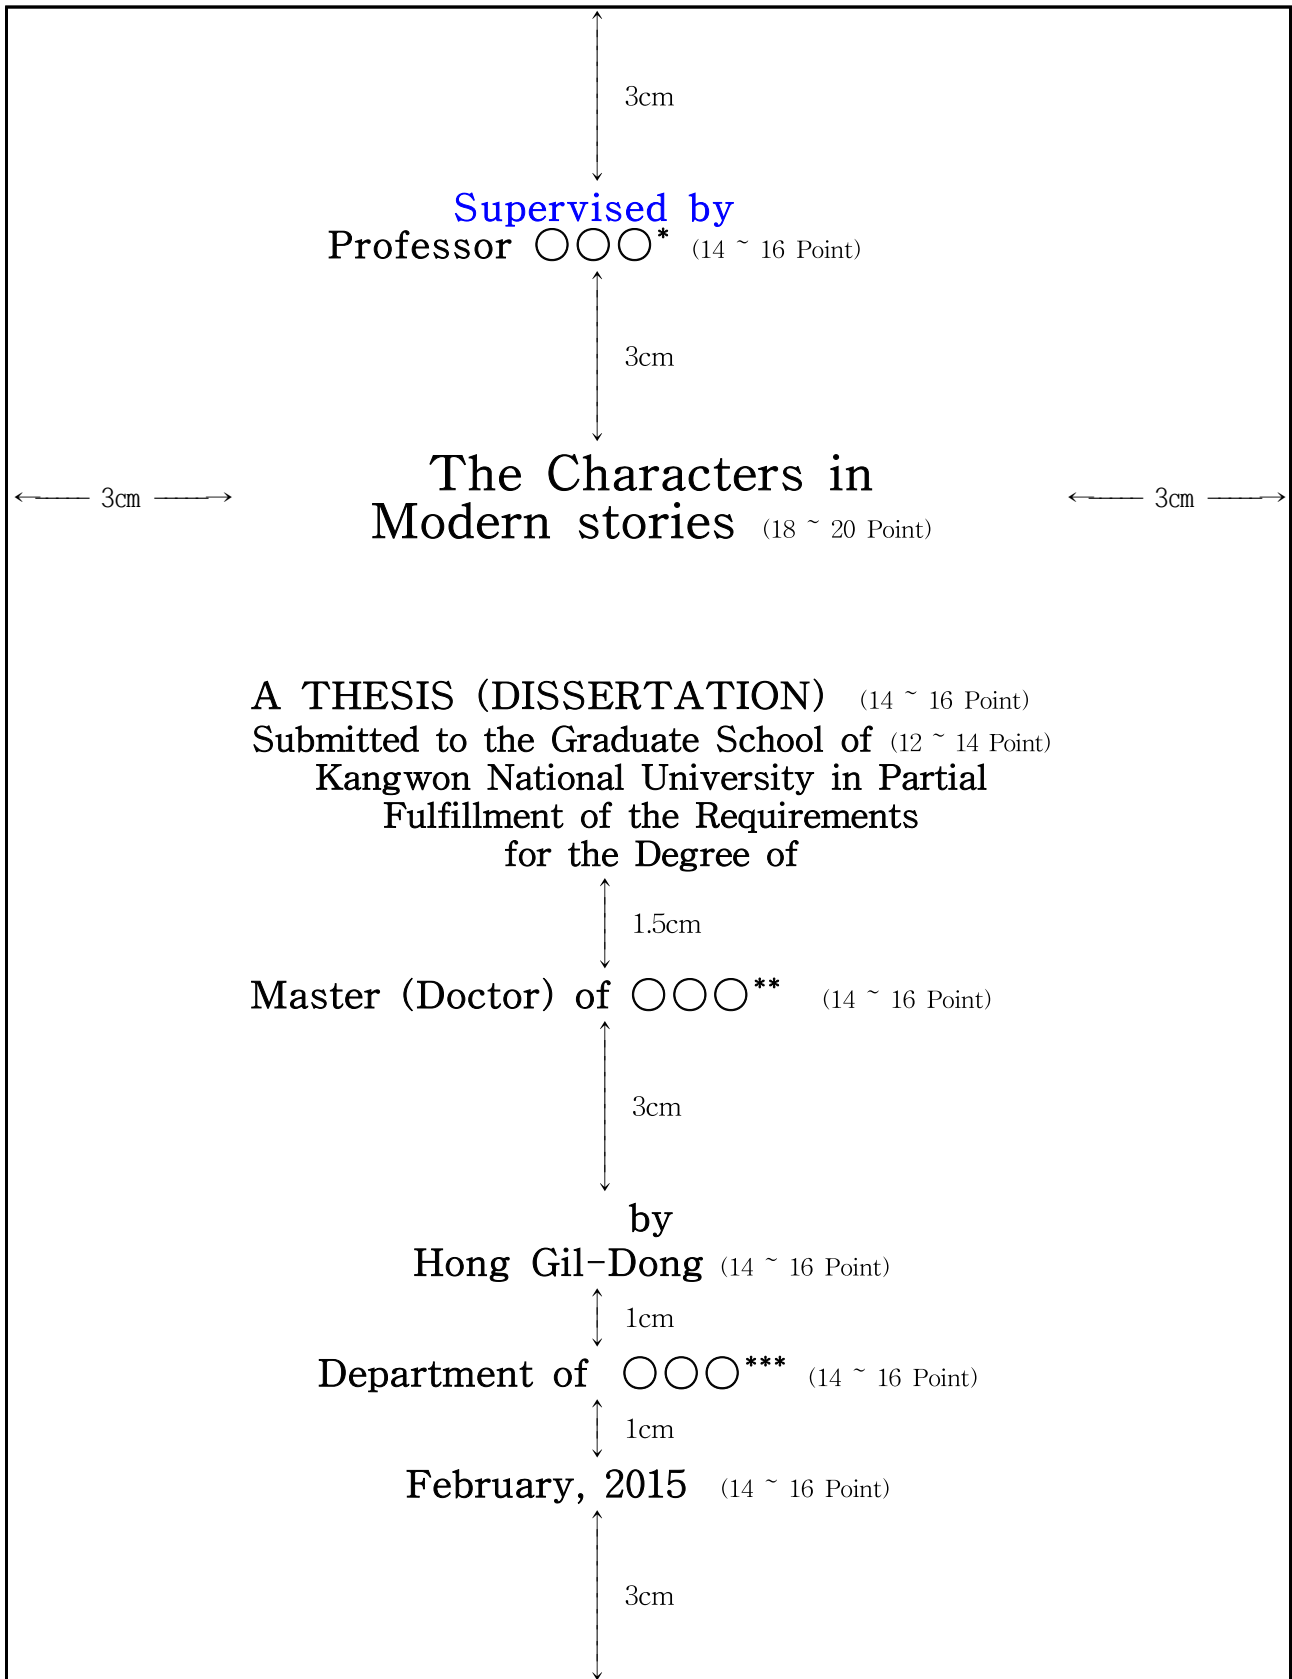 3cm
Supervised by
Professor ○○○* (14 ~ 16 Point)
3cm
The Characters in
3cm 3cm
Modern stories (18 ~ 20 Point)
A THESIS (DISSERTATION) (14 ~ 16 Point)
Submitted to the Graduate School of (12 ~ 14 Point)
Kangwon National University in Partial
Fulfillment of the Requirements
for the Degree of
1.5cm
Master (Doctor) of ○○○** (14 ~ 16 Point)
3cm
by
Hong Gil-Dong (14 ~ 16 Point)
1cm
Department of ○○○*** (14 ~ 16 Point)
1cm
February, 2015 (14 ~ 16 Point)
3cm